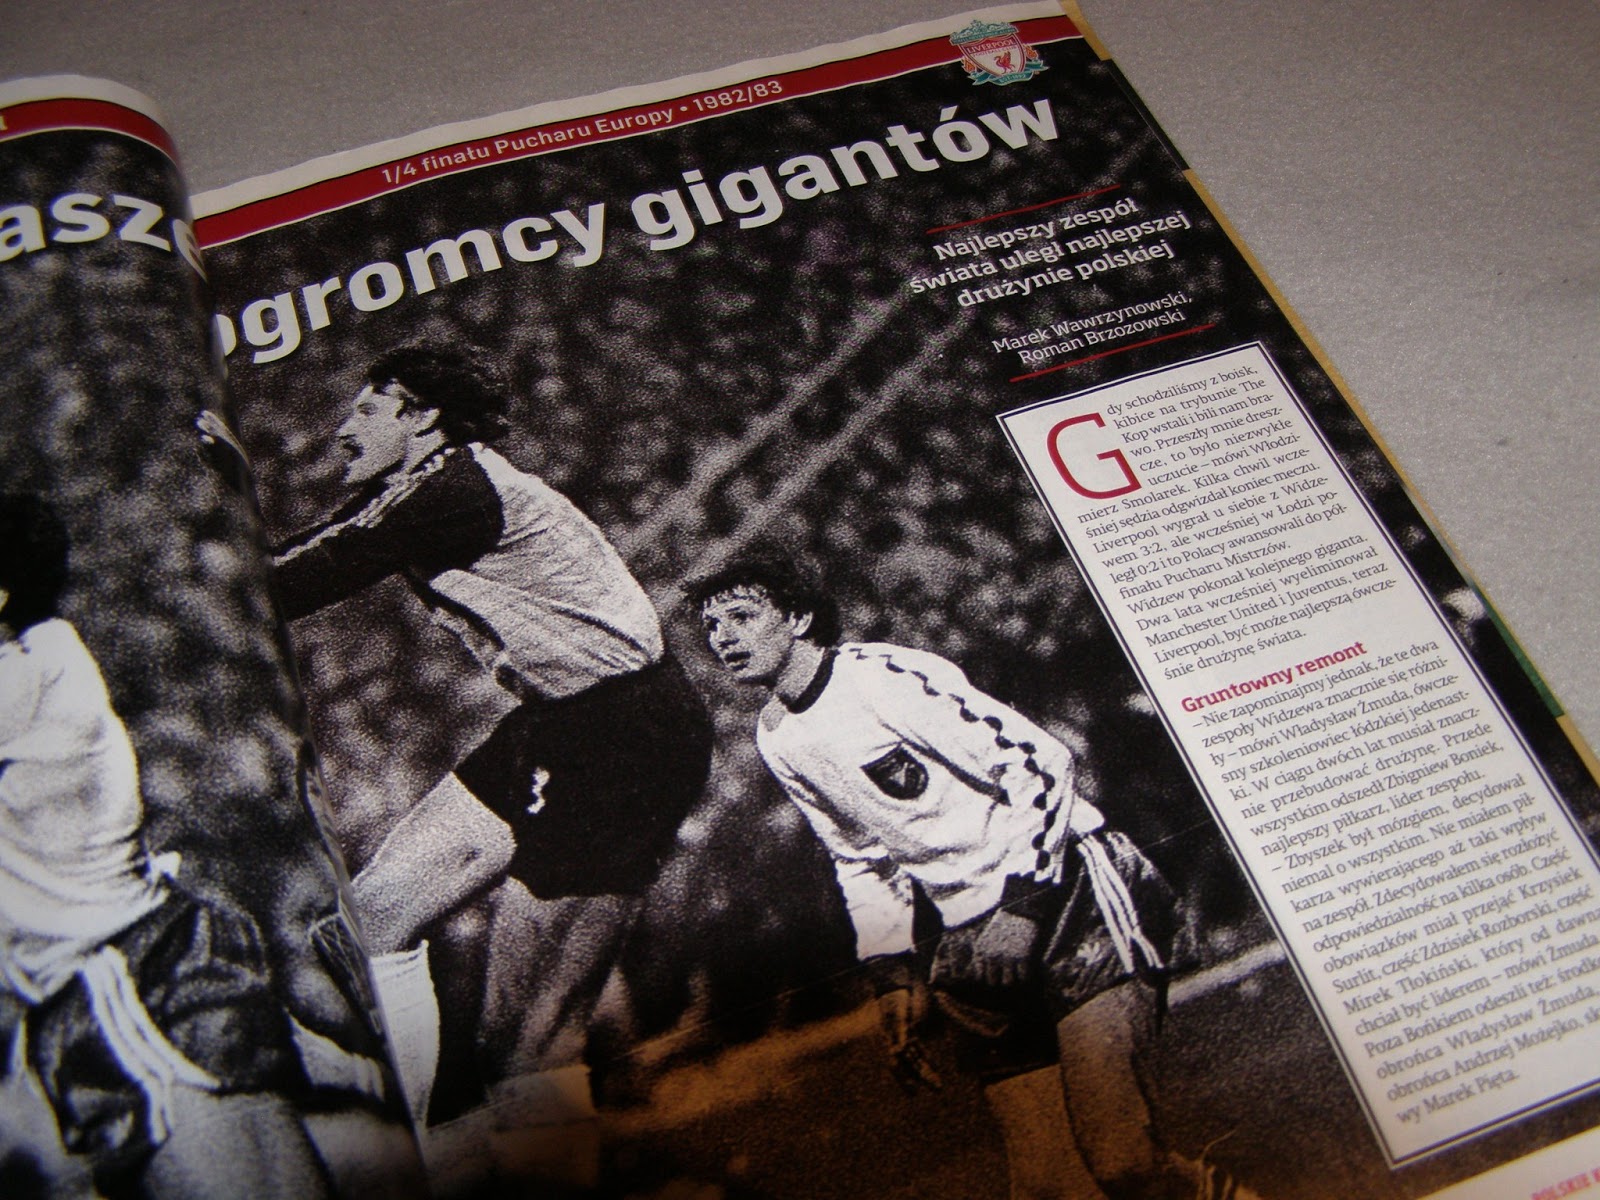 1/4 finału Pucharu Europy • 1982/83
LIVERPOOL
asze
ogromcy gigantów
Najlepszy zespół
świata uległ najlepszej
drużynie polskiej
Marek Wawrzynowski,
Roman Brzozowski
Gdy schodziliśmy z boisk,
kibice na trybunie The
Kop wstali i bili nam bra-
wo. Przeszły mnie dresz-
cze, to było niezwykłe
uczucie – mówi Włodzi-
mierz Smolarek. Kilka chwil wcze-
śniej sędzia odgwizdał koniec meczu.
Liverpool wygrał u siebie z Widze-
wem 3:2, ale wcześniej w Łodzi po-
legł 0:2 i to Polacy awansowali do pół-
finału Pucharu Mistrzów.
Widzew pokonał kolejnego giganta.
Dwa lata wcześniej wyeliminował
Manchester United i Juventus, teraz
Liverpool, być może najlepszą ówcze-
śnie drużynę świata.
Gruntowny remont
– Nie zapominajmy jednak, że te dwa
zespoły Widzewa znacznie się różni-
ły – mówi Władysław Żmuda, ówcze-
sny szkoleniowiec łódzkiej jedenast-
ki. W ciągu dwóch lat musiał znacz-
nie przebudować drużynę. Przede
wszystkim odszedł Zbigniew Boniek,
najlepszy piłkarz, lider zespołu.
– Zbyszek był mózgiem, decydował
niemal o wszystkim. Nie miałem pił-
karza wywierającego aż taki wpływ
na zespół. Zdecydowałem się rozłożyć
odpowiedzialność na kilka osób. Część
obowiązków miał przejąć Krzysiek
Surlit, część Zdzisiek Rozborski, część
Mirek Tłokiński, który od dawna
chciał być liderem – mówi Żmuda
Poza Bońkiem odeszli też: środko
obrońca Władysław Żmuda,
obrońca Andrzej Możejko, sk
wy Marek Pięta.